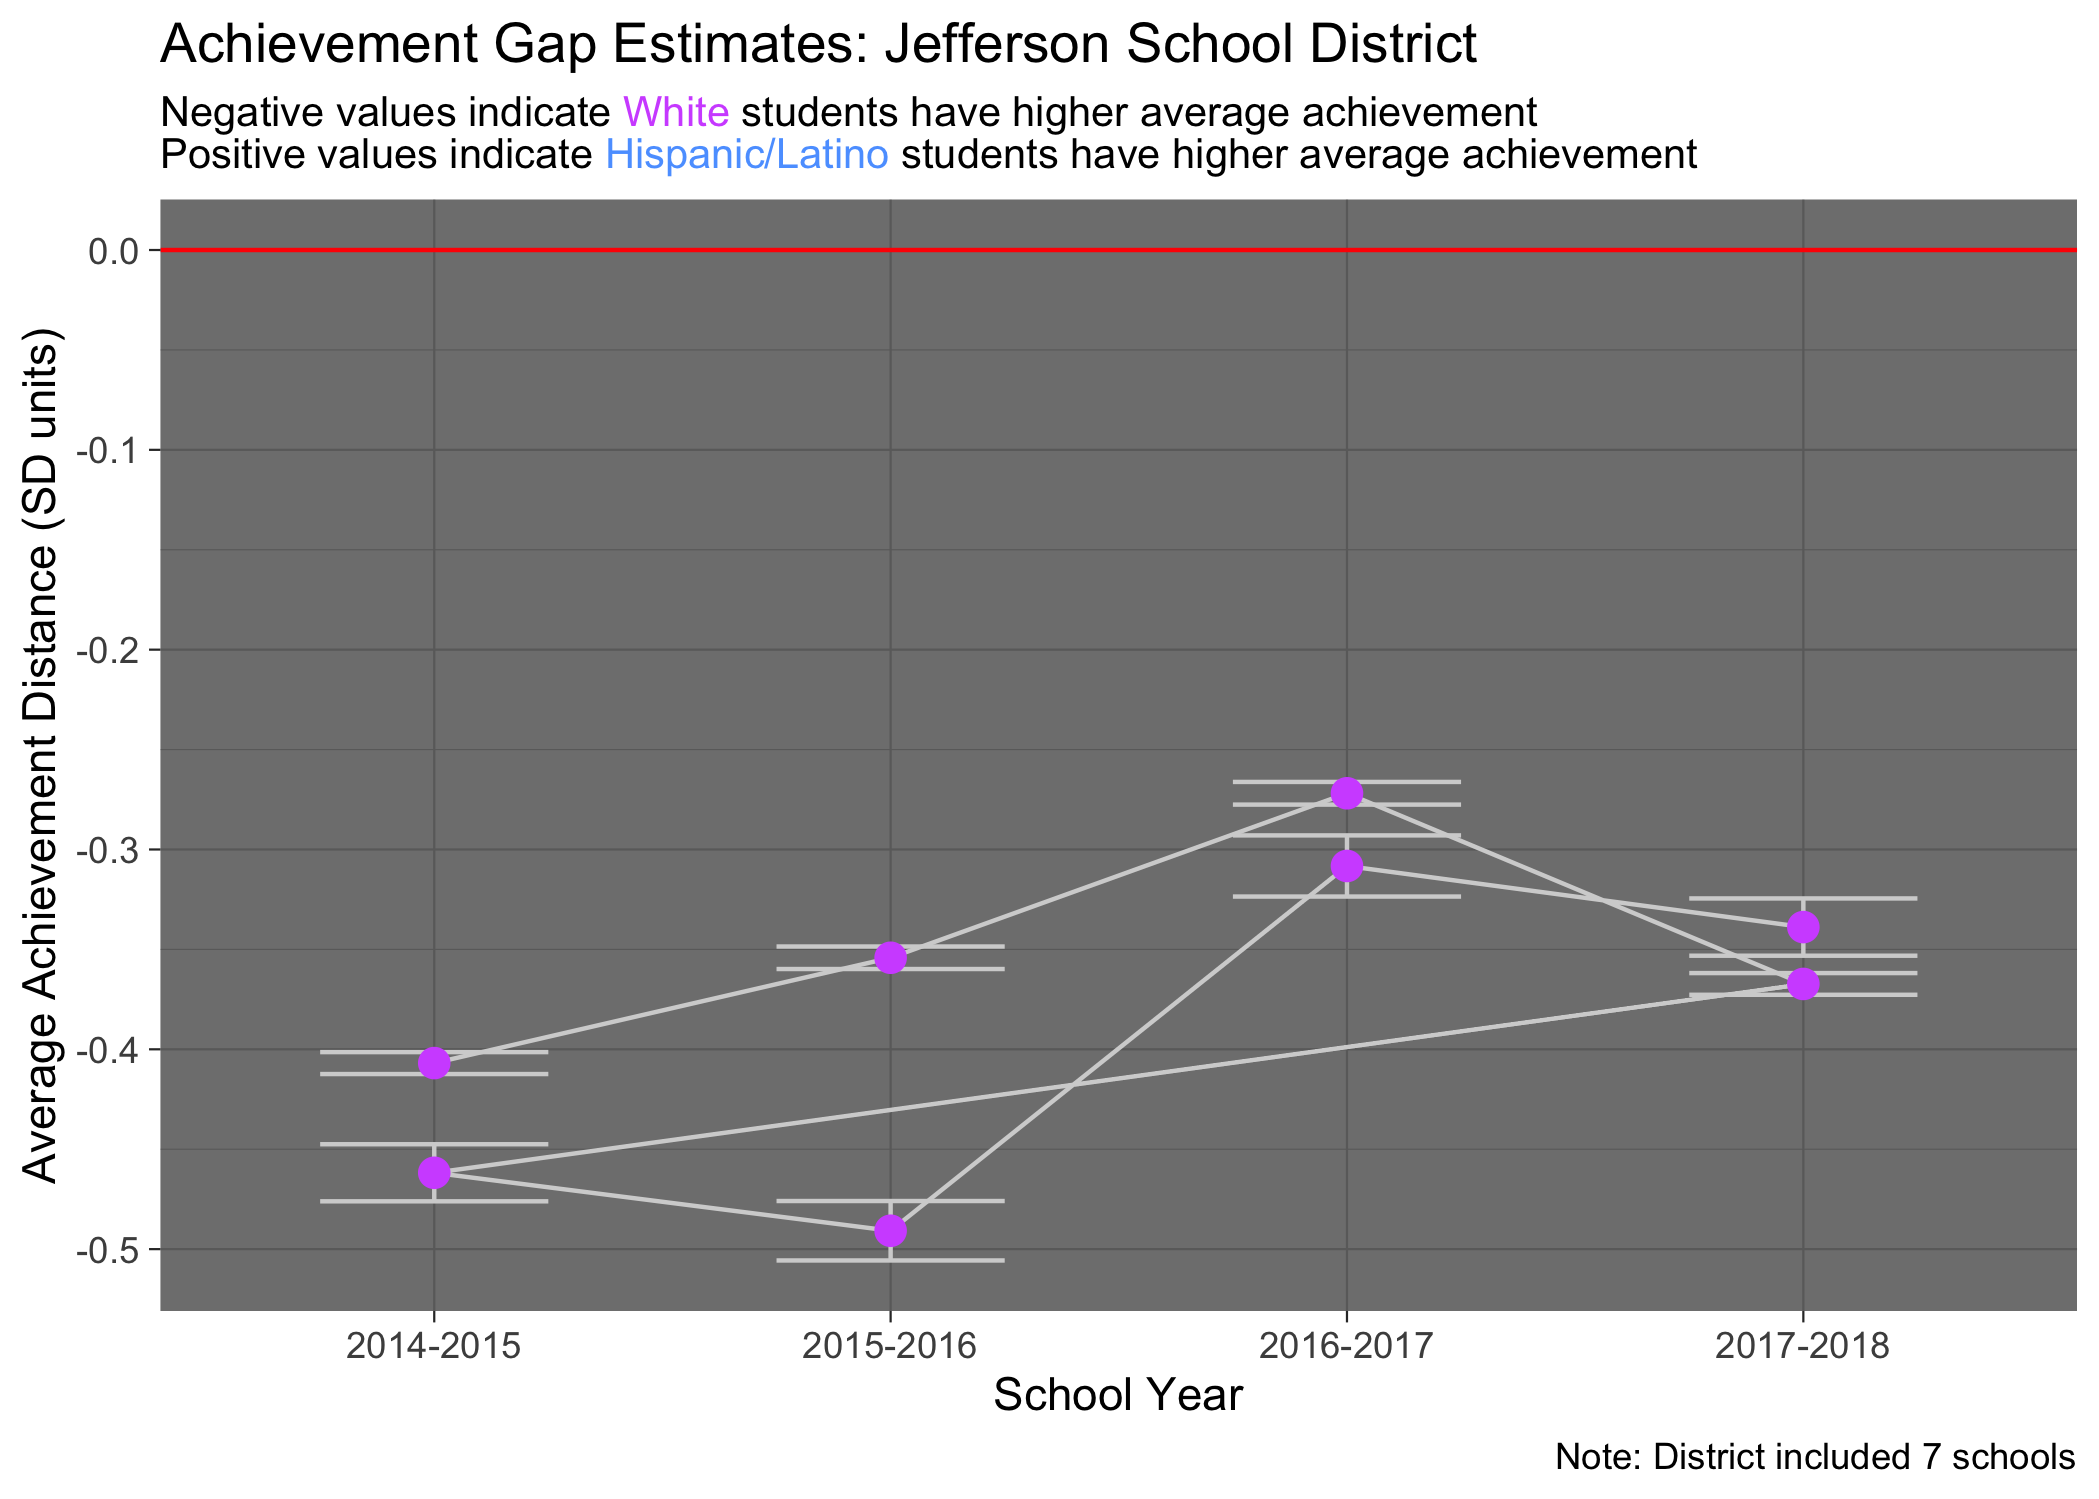 Achievement Gap Estimates: Jefferson School District
Negative values indicate White students have higher average achievement
Positive values indicate Hispanic/Latino students have higher average achievement
Average Achievement Distance (SD units)
0.0
-0.1
-0.2
-0.3
-0.4
-0.5
2014-2015 2015-2016 2016-2017 2017-2018
School Year
Note: District included 7 schools